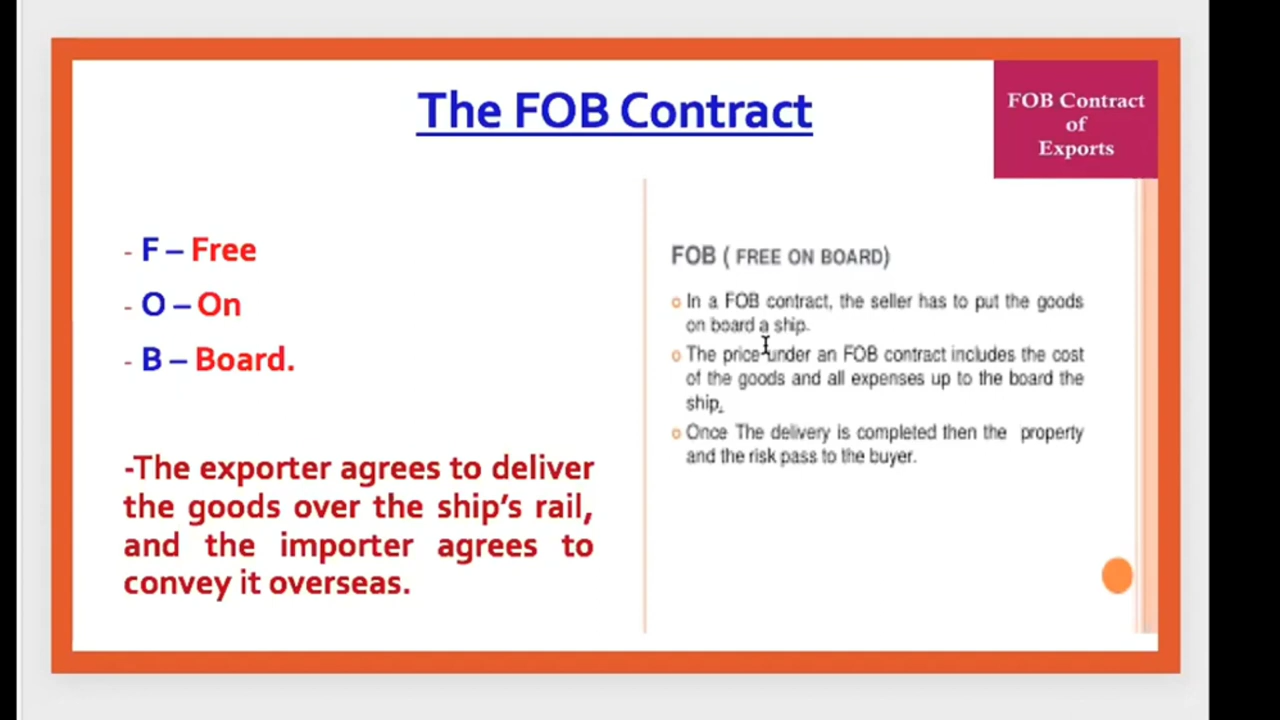 The FOB Contract
FOB Contract
of
Exports
- F – Free
- O – On
- B – Board.
-The exporter agrees to deliver
the goods over the ship's rail,
and the importer agrees to
convey it overseas.
FOB ( FREE ON BOARD)
o In a FOB contract, the seller has to put the goods
on board a ship.
o The price under an FOB contract includes the cost
of the goods and all expenses up to the board the
ship.
o Once The delivery is completed then the property
and the risk pass to the buyer.